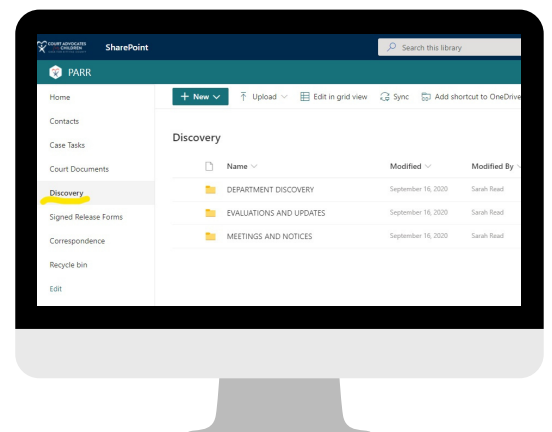 COURT ADVOCATES
CHILDREN
SharePoint
Search this library
PARR
Home
Contacts
Case Tasks
Court Documents
Discovery
Signed Release Forms
Correspondence
Recycle bin
Edit
+ New
Upload
Edit in grid view
Sync
Add shortcut to OneDrive
Discovery
Name
Modified
Modified By
DEPARTMENT DISCOVERY
September 16, 2020
Sarah Read
EVALUATIONS AND UPDATES
September 16, 2020
Sarah Read
MEETINGS AND NOTICES
September 16, 2020
Sarah Read